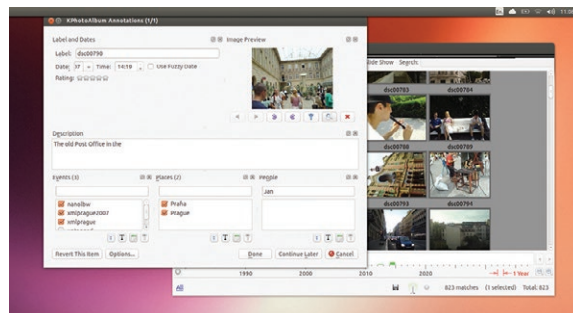 KPhotoAlbum Annotations (1/1)
11:08
Label and Dates
Image Preview
Label: dsc00790
Date: 07 Time: 14:19 Use Fuzzy Date
Rating:
Slide Show Search:
dsc00783 dsc00784
Description
The old Post Office in the
dsc00788 dsc00789
Events (3) Places (2) People
Jan
nanolbw
xmlprague2007
xmlprague
Praha
Prague
dsc00793 dsc00794
Revert This Item Options... Done Continue Later Cancel
1990 2000 2010 2020
1 Year
All
823 matches (1 selected) Total: 823